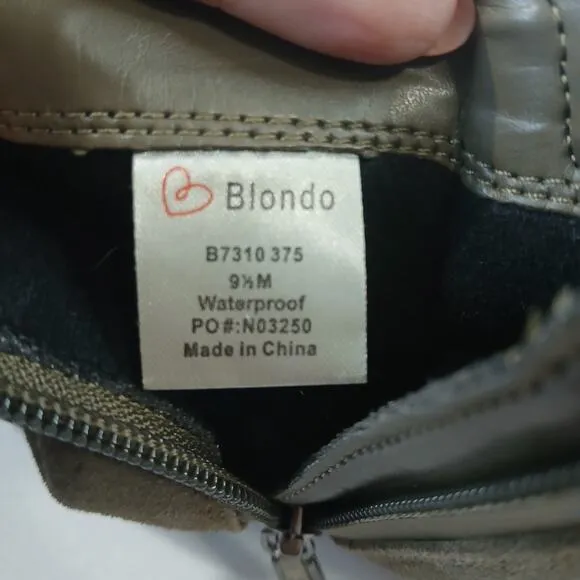 Blondo
B7310 375
9½M
Waterproof
PO#:N03250
Made in China